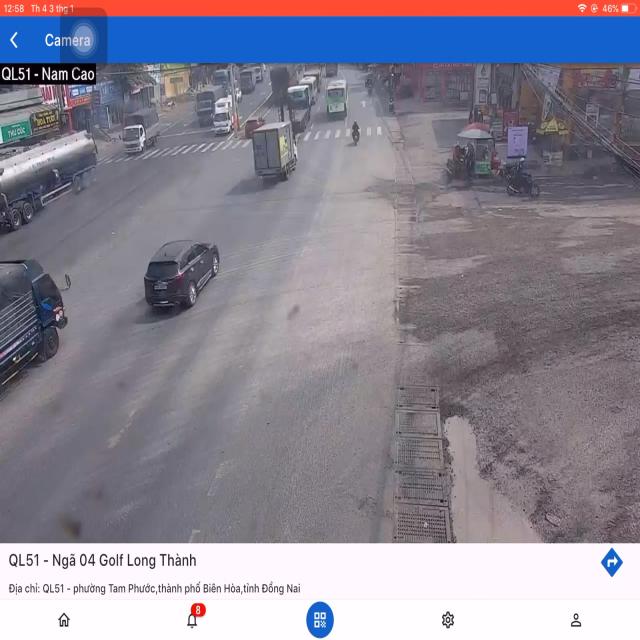 12:58 Th 4 3 thg 1
46%
Camera
QL51 - Nam Cao
THU CÚC
QL51 - Ngã 04 Golf Long Thành
Địa chỉ: QL51 - phường Tam Phước,thành phố Biên Hòa,tỉnh Đồng Nai
8